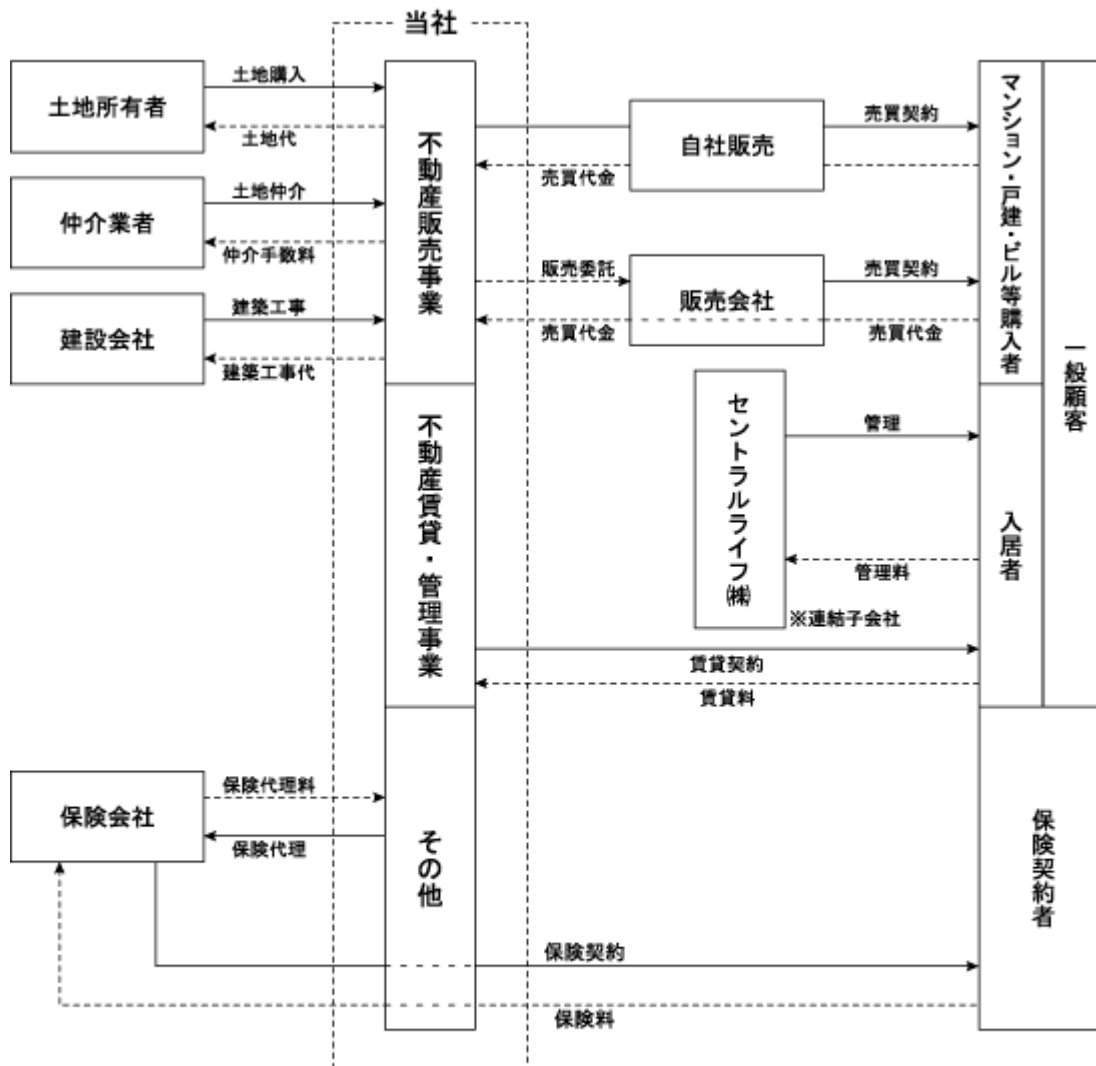 当社
土地所有者
土地購入
土地代
仲介業者
土地仲介
仲介手数料
建設会社
建築工事
建築工事代
不動産販売事業
自社販売
売買契約
売買代金
販売委託
販売会社
売買契約
売買代金
売買代金
マンション・戸建・ビル等購入者
一般顧客
不動産賃貸・管理事業
セントラルライフ㈱
※連結子会社
管理
管理料
入居者
賃貸契約
賃貸料
保険会社
保険代理料
保険代理
その他
保険契約
保険料
保険契約者